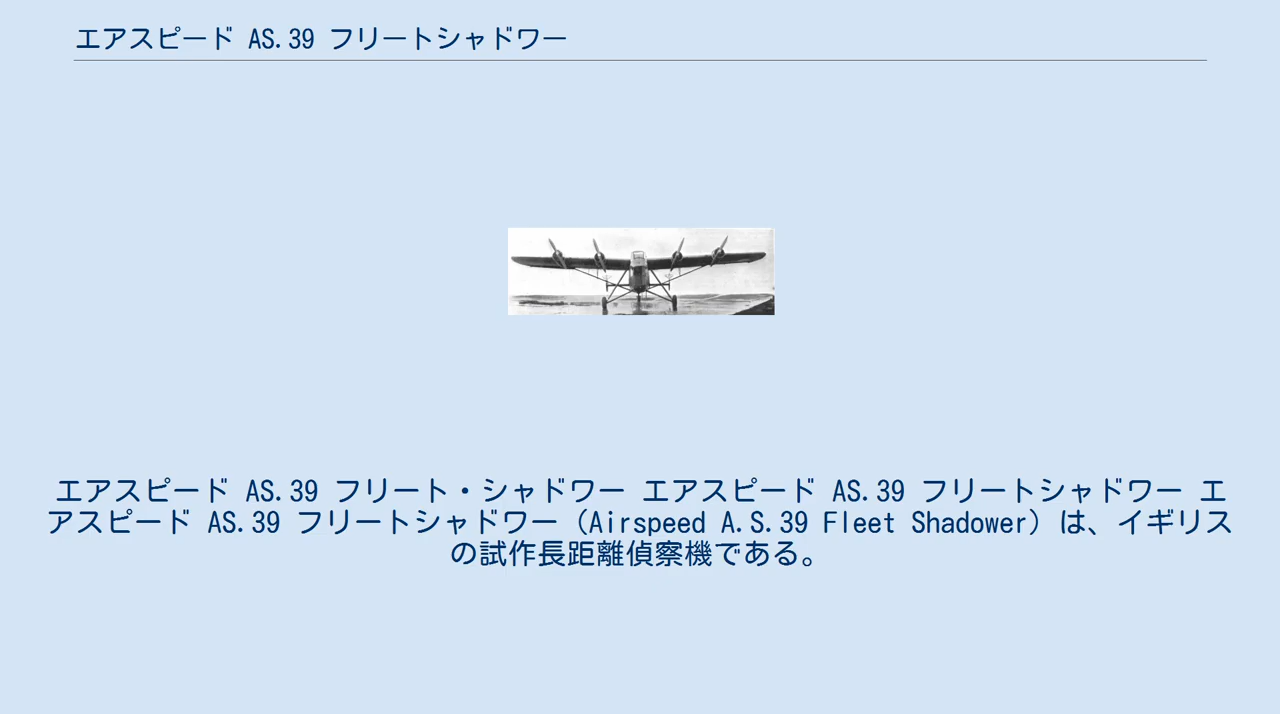 エアスピード AS.39 フリートシャドワー
エアスピード AS.39 フリート・シャドワー エアスピード AS.39 フリートシャドワー エ
アスピード AS.39 フリートシャドワー（Airspeed A.S.39 Fleet Shadower）は、イギリス
の試作長距離偵察機である。